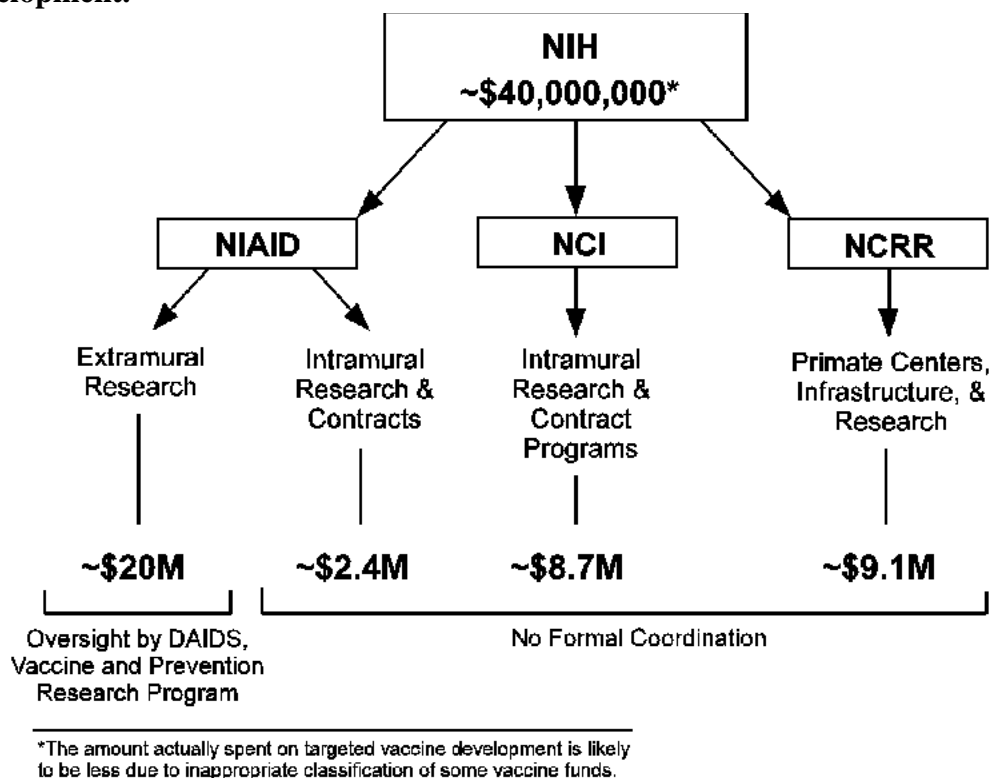 NIH
~$40,000,000*
NIAID
NCI
NCRR
Extramural
Research
Intramural
Research &
Contracts
Intramural
Research &
Contract
Programs
Primate Centers,
Infrastructure, &
Research
~$20M
~$2.4M
~$8.7M
~$9.1M
Oversight by DAIDS,
Vaccine and Prevention
Research Program
No Formal Coordination
*The amount actually spent on targeted vaccine development is likely
to be less due to inappropriate classification of some vaccine funds.